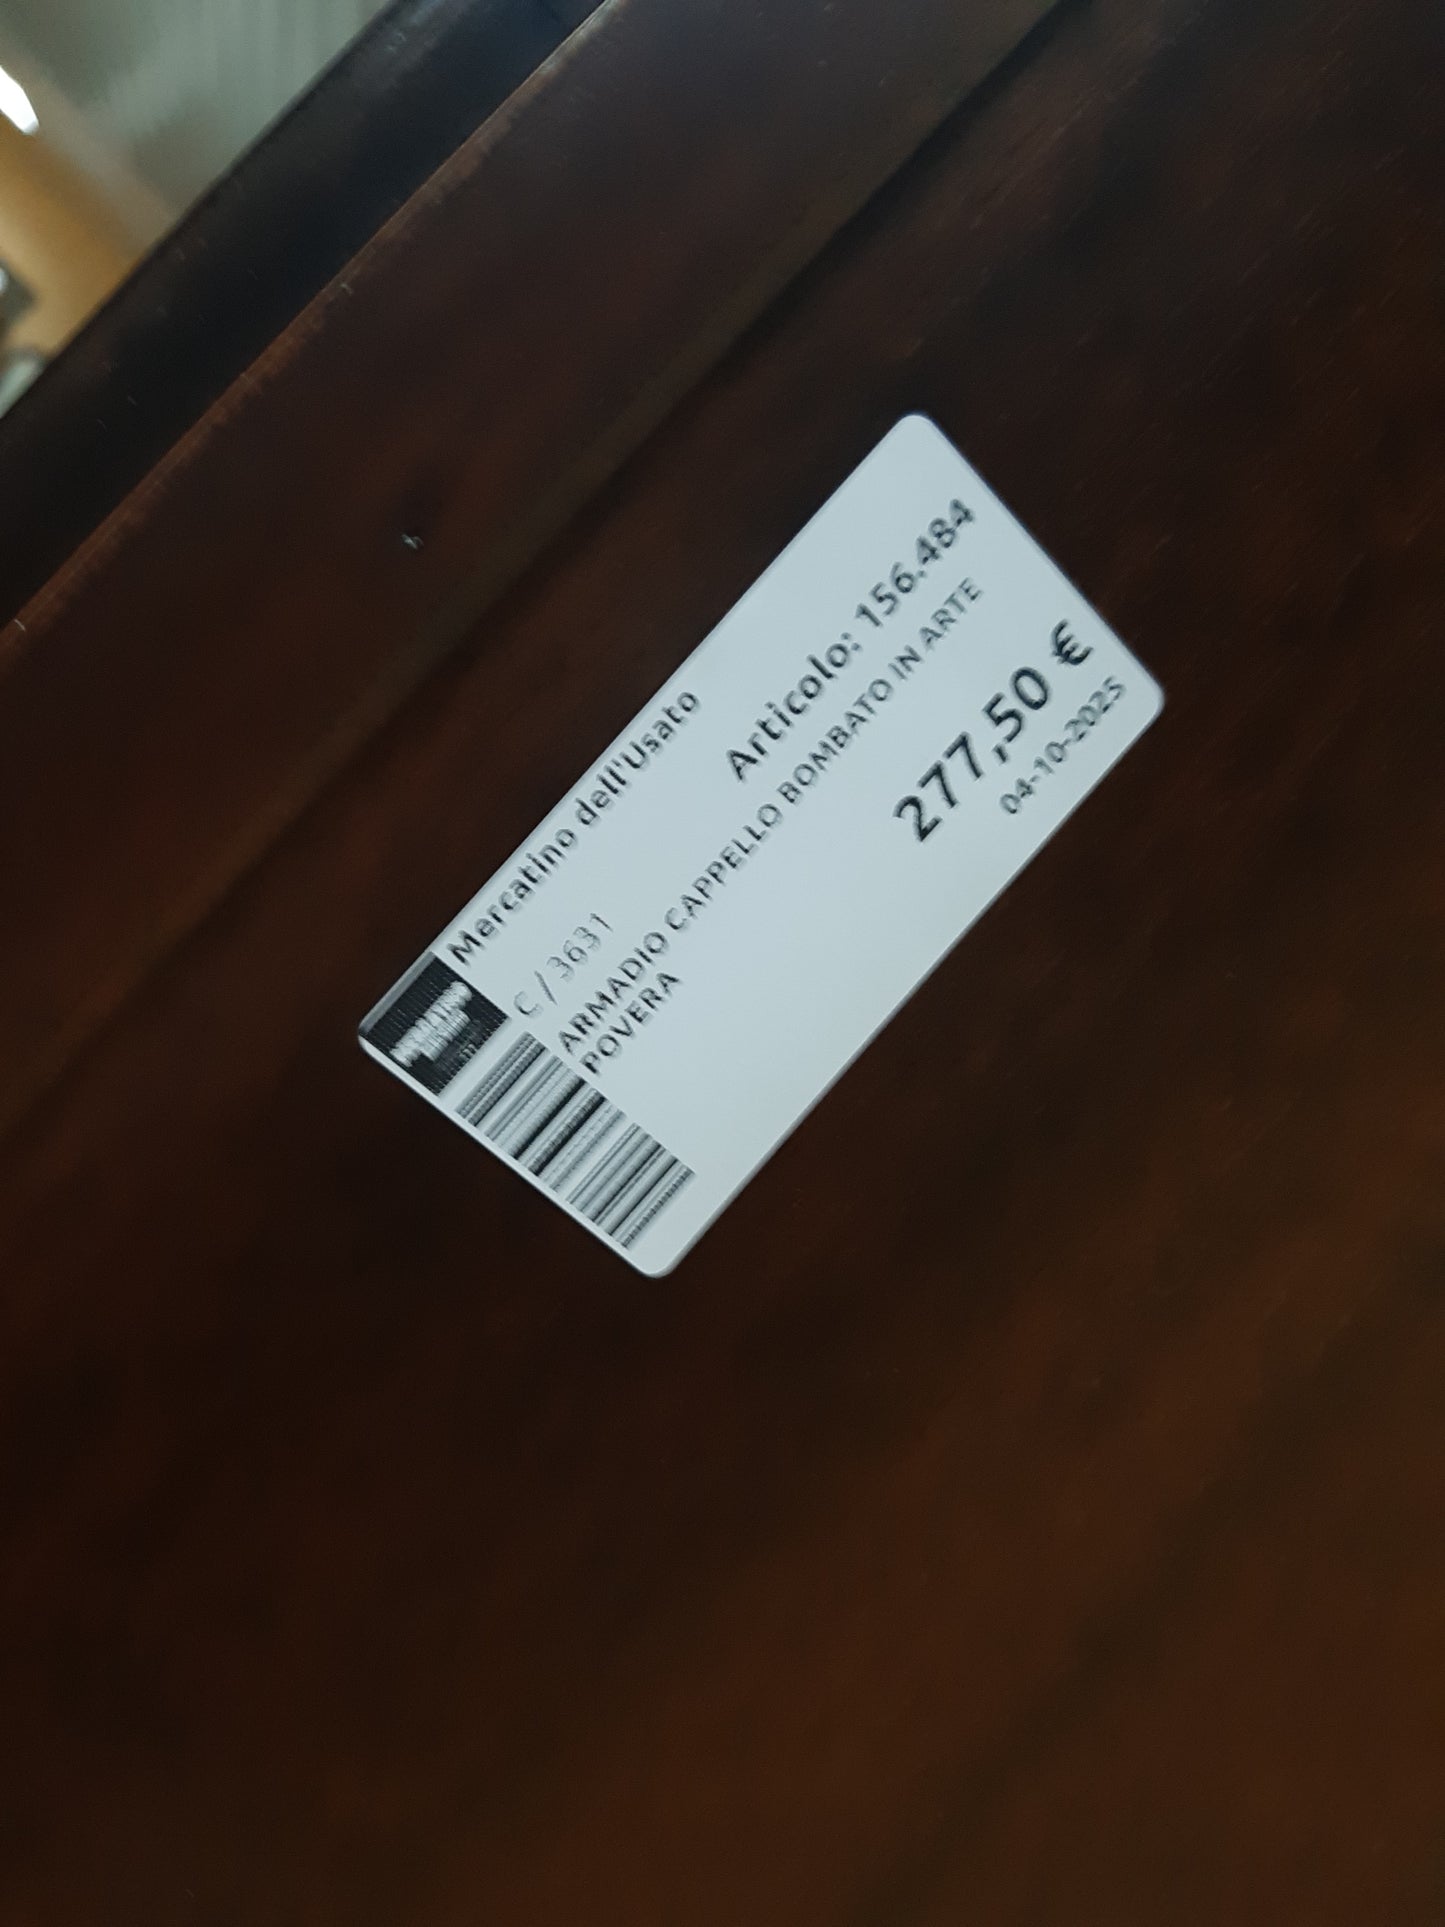 Mercatino dell'Usato
C / 3631
Articolo: 156.484
ARMADIO CAPPELLO BOMBATO IN ARTE
POVERA
277,50 €
04-10-2025